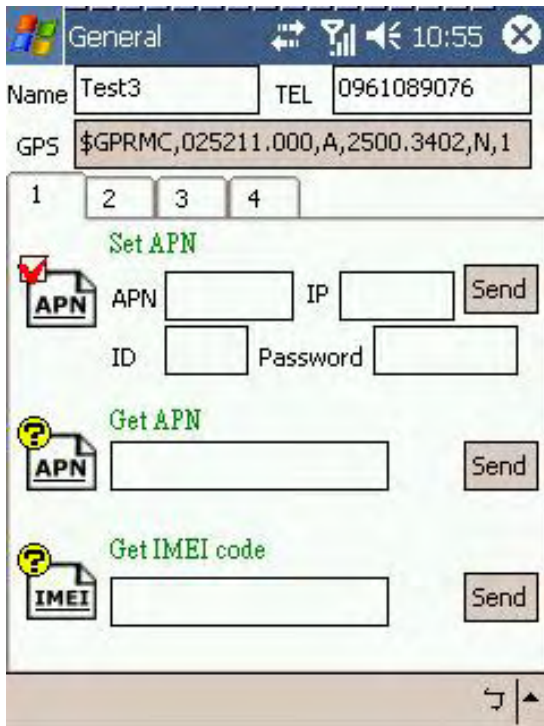 General 10:55
Name Test3 TEL 0961089076
GPS $GPRMC,025211.000,A,2500.3402,N,1
1 2 3 4
Set APN
APN APN IP Send
ID Password
Get APN
APN Send
Get IMEI code
IMEI Send
ㄅ